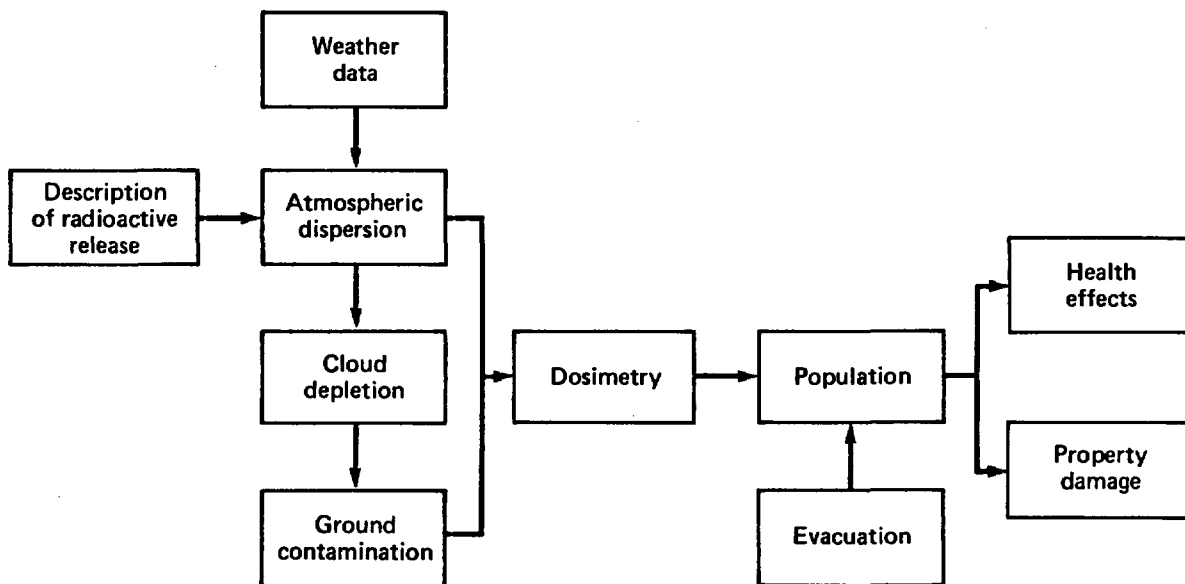 Weather
data
Description
of radioactive
release
Atmospheric
dispersion
Health
effects
Cloud
depletion
Dosimetry
Population
Property
damage
Ground
contamination
Evacuation